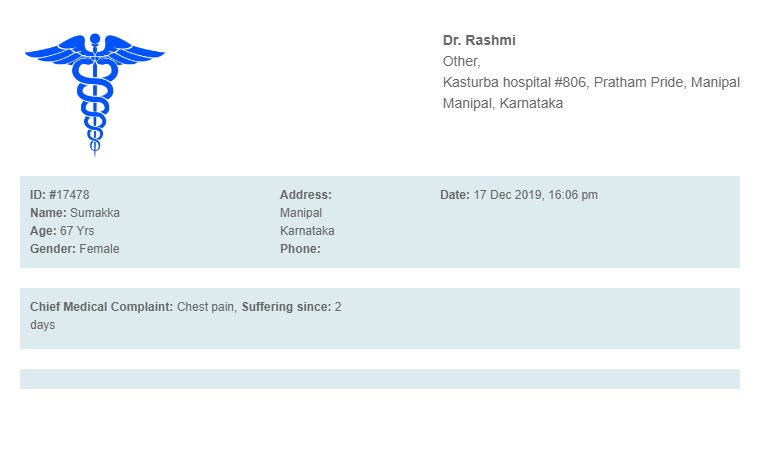 Dr. Rashmi
Other,
Kasturba hospital #806, Pratham Pride, Manipal
Manipal, Karnataka
ID: #17478
Name: Sumakka
Age: 67 Yrs
Gender: Female
Address:
Manipal
Karnataka
Phone:
Date: 17 Dec 2019, 16:06 pm
Chief Medical Complaint: Chest pain, Suffering since: 2
days